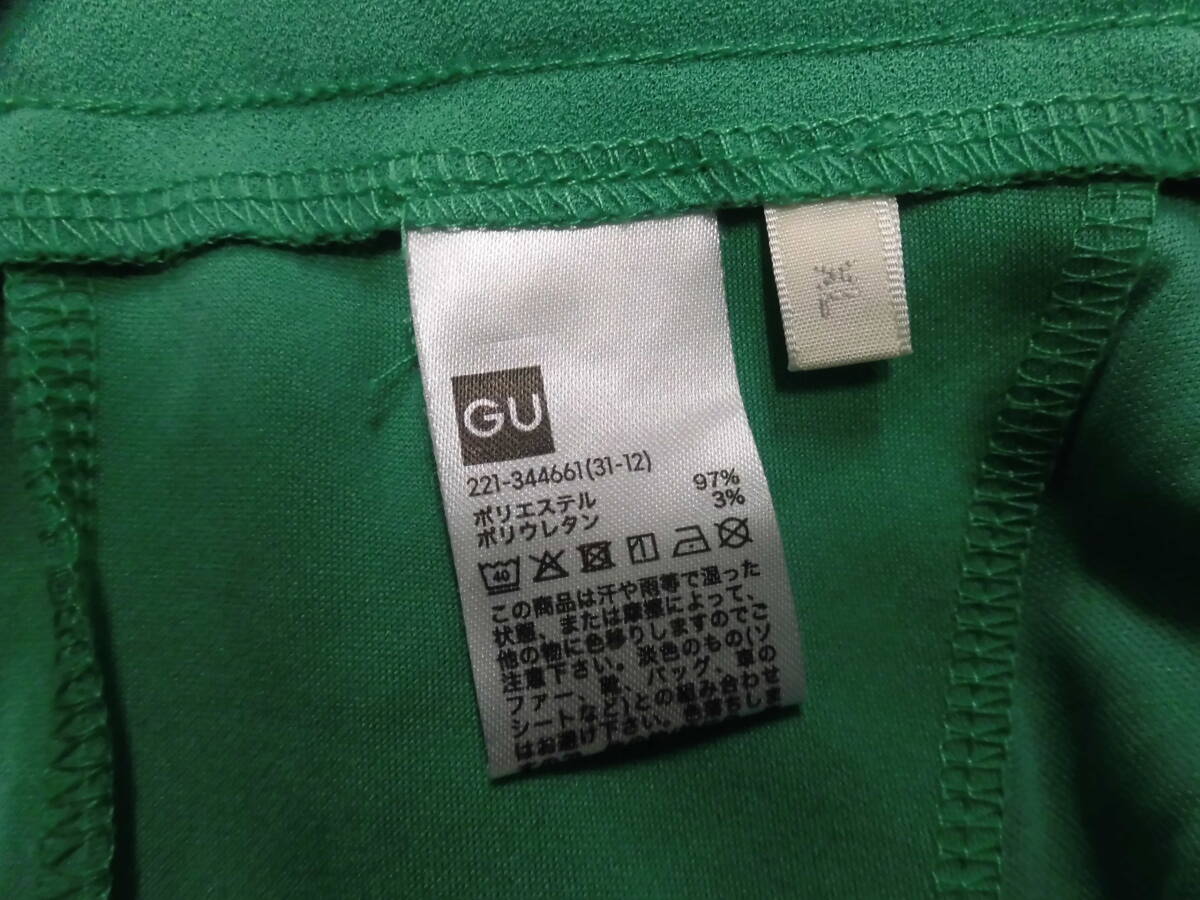 GU
221-344661(31-12)
ポリエステル 97%
ポリウレタン 3%
40
この商品は汗や雨等で湿った
状態、または摩擦によって、
他の物に色移りしますのでご
注意下さい。淡色のもの(ソ
ファー、靴、バッグ、車の
シートなど)との組み合わせ
はお避け下さい。色落ちしま